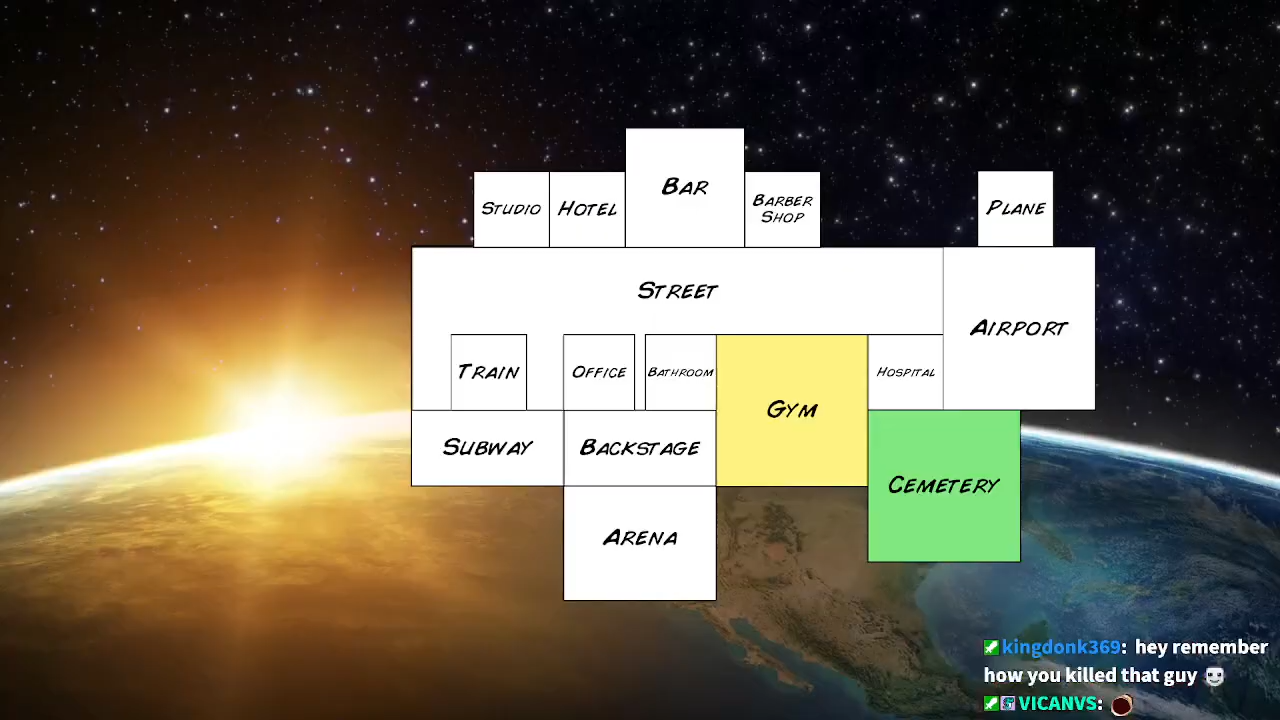 BAR
STUDIO
HOTEL
BARBER
SHOP
PLANE
STREET
AIRPORT
TRAIN
OFFICE
BATHROOM
GYM
HOSPITAL
SUBWAY
BACKSTAGE
CEMETERY
ARENA
kingdonk369: hey remember
how you killed that guy
VICANVS: